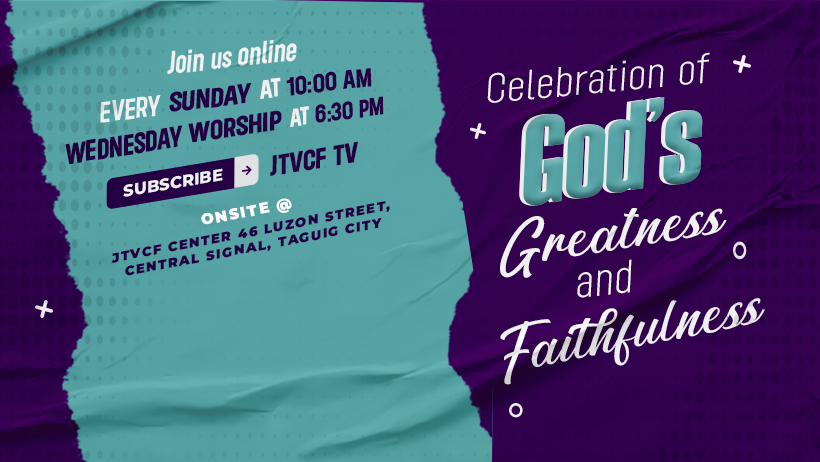 Join us online
EVERY SUNDAY AT 10:00 AM
WEDNESDAY WORSHIP AT 6:30 PM
SUBSCRIBE → JTVCF TV
ONSITE @
JTVCF CENTER 46 LUZON STREET,
CENTRAL SIGNAL, TAGUIG CITY
Celebration of
God's
Greatness
and
Faithfulness